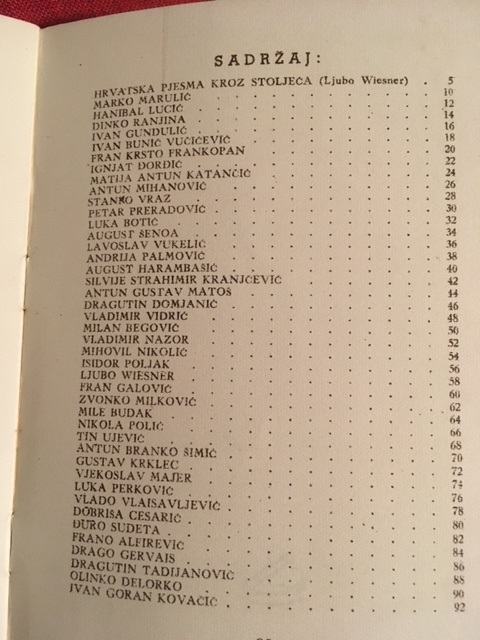 SADRŽAJ:
HRVATSKA PJESMA KROZ STOLJEĆA (Ljubo Wiesner) . 5
MARKO MARULIĆ . . . . . . . . 10
HANIBAL LUCIĆ . . . . . . . . 12
DINKO RANJINA . . . . . . . . 14
IVAN GUNDULIĆ . . . . . . . . 16
IVAN BUNIĆ VUČIĆEVIĆ . . . . . . . 18
FRAN KRSTO FRANKOPAN . . . . . . . 20
IGNJAT ĐORĐIĆ . . . . . . . . 22
MATIJA ANTUN KATANČIĆ . . . . . . . 24
ANTUN MIHANOVIĆ . . . . . . . . 26
STANKO VRAZ . . . . . . . . 28
PETAR PRERADOVIĆ . . . . . . . . 30
LUKA BOTIĆ . . . . . . . . 32
AUGUST ŠENOA . . . . . . . . 34
LAVOSLAV VUKELIĆ . . . . . . . . 36
ANDRIJA PALMOVIĆ . . . . . . . . 38
AUGUST HARAMBAŠIĆ . . . . . . . . 40
SILVIJE STRAHIMIR KRANJČEVIĆ . . . . . . 42
ANTUN GUSTAV MATOŠ . . . . . . . 44
DRAGUTIN DOMJANIĆ . . . . . . . . 46
VLADIMIR VIDRIĆ . . . . . . . . 48
MILAN BEGOVIĆ . . . . . . . . 50
VLADIMIR NAZOR . . . . . . . . 52
MIHOVIL NIKOLIĆ . . . . . . . . 54
ISIDOR POLJAK . . . . . . . . 56
LJUBO WIESNER . . . . . . . . 58
FRAN GALOVIĆ . . . . . . . . 60
ZVONKO MILKOVIĆ . . . . . . . . 62
MILE BUDAK . . . . . . . . 64
NIKOLA POLIĆ . . . . . . . . 66
TIN UJEVIĆ . . . . . . . . 68
ANTUN BRANKO ŠIMIĆ . . . . . . . 70
GUSTAV KRKLEC . . . . . . . . 72
VJEKOSLAV MAJER . . . . . . . . 74
LUKA PERKOVIĆ . . . . . . . . 76
VLADO VLAISAVLJEVIĆ . . . . . . . 78
DOBRIŠA CESARIĆ . . . . . . . . 80
ĐURO SUDETA . . . . . . . . 82
FRANO ALFIREVIĆ . . . . . . . . 84
DRAGO GERVAIS . . . . . . . . 86
DRAGUTIN TADIJANOVIĆ . . . . . . . 88
OLINKO DELORKO . . . . . . . . 90
IVAN GORAN KOVAČIĆ . . . . . . . 92